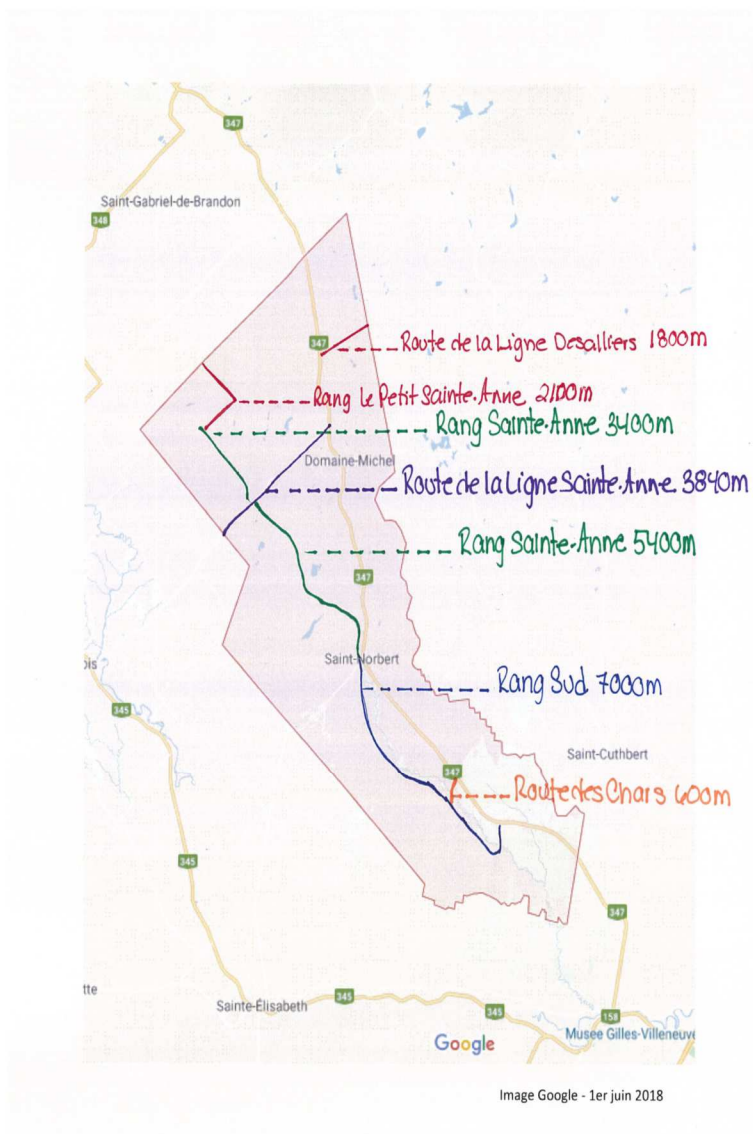 347
Saint-Gabriel-de-Brandon
348
347
Route de la Ligne Desalliers 1800m
Rang Le Petit Sainte-Anne 2100m
Rang Sainte-Anne 3400m
Domaine-Michel
Route de la Ligne Sainte-Anne 3840m
Rang Sainte-Anne 5400m
347
Saint-Norbert
ois
Rang Sud 7000m
345
Saint-Cuthbert
347
Route des Chars 600m
345
347
tte
345
Sainte-Élisabeth
345
158
Musée Gilles-Villeneuve
Google
Image Google - 1er juin 2018